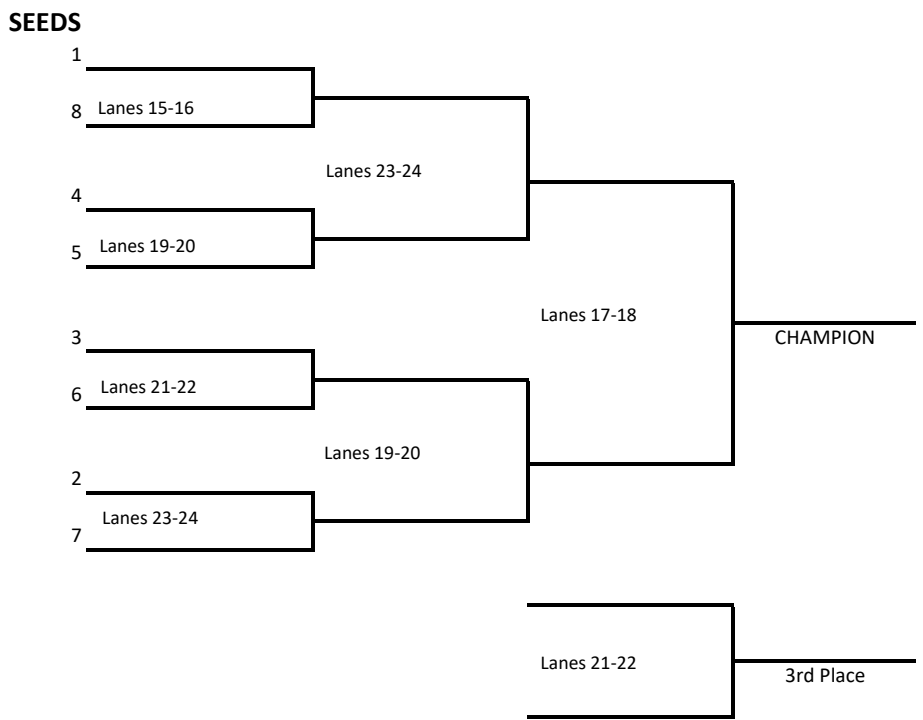 SEEDS
1
8 Lanes 15-16
Lanes 23-24
4
5 Lanes 19-20
Lanes 17-18
CHAMPION
3
6 Lanes 21-22
Lanes 19-20
2
7 Lanes 23-24
Lanes 21-22
3rd Place